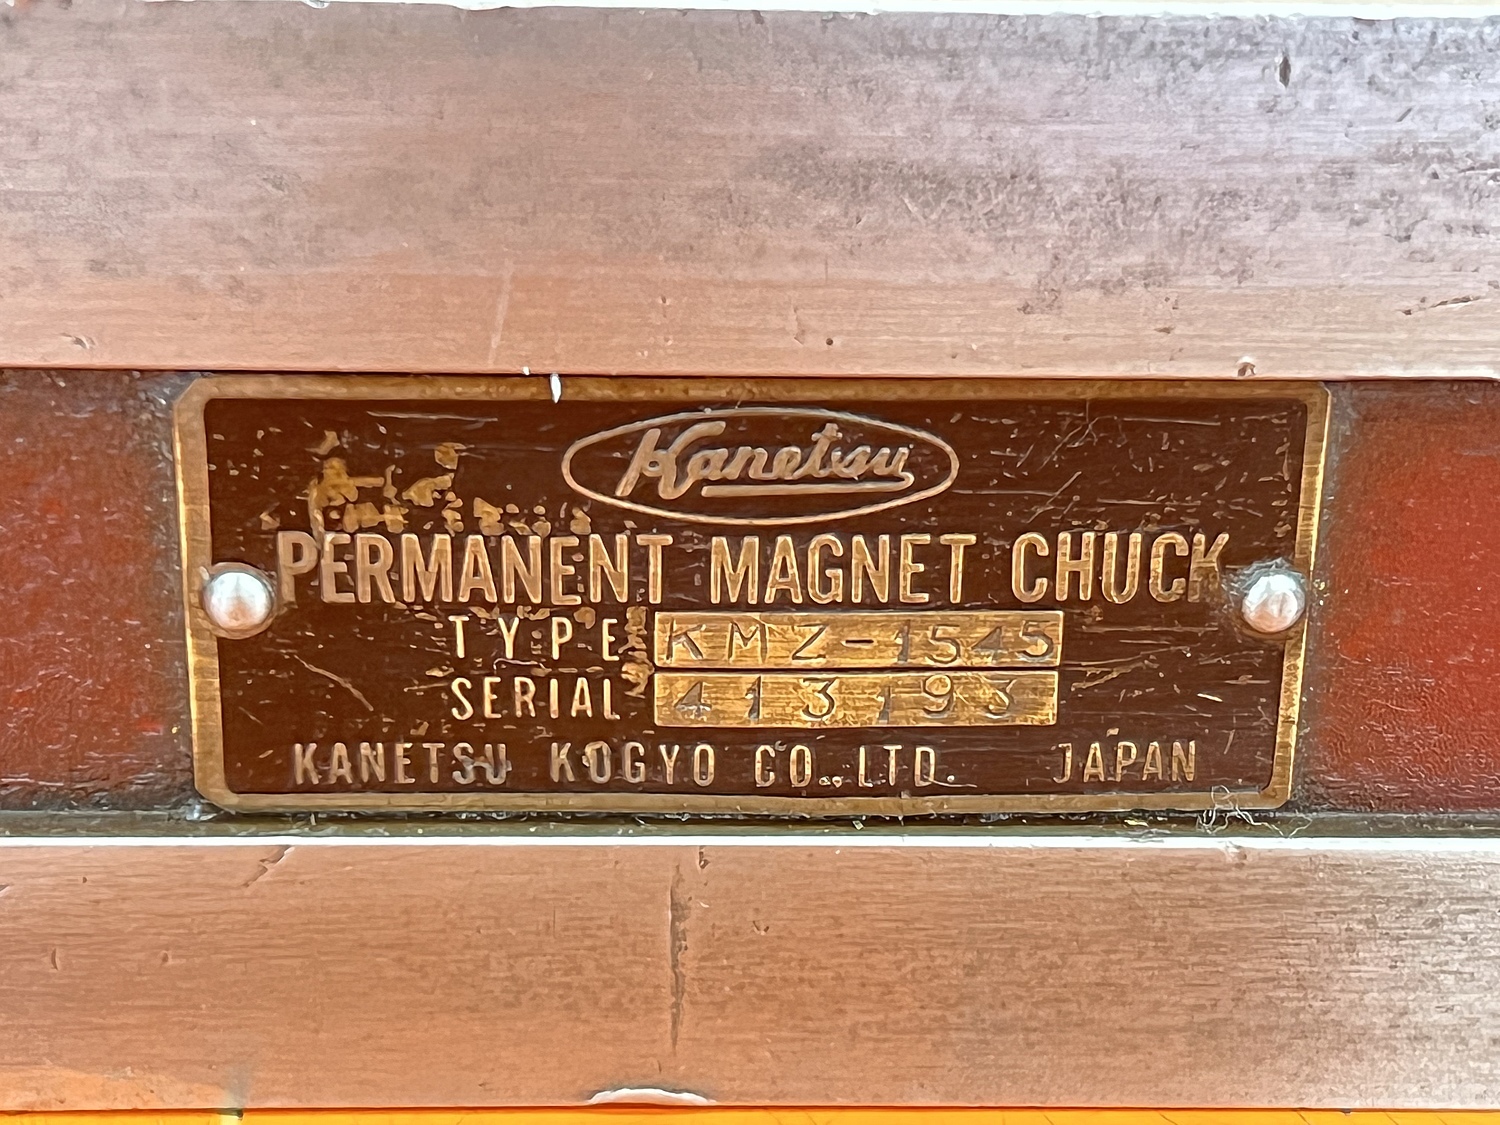 Kanetsu
PERMANENT MAGNET CHUCK
TYPE KMZ-1545
SERIAL 413193
KANETSU KOGYO CO., LTD. JAPAN